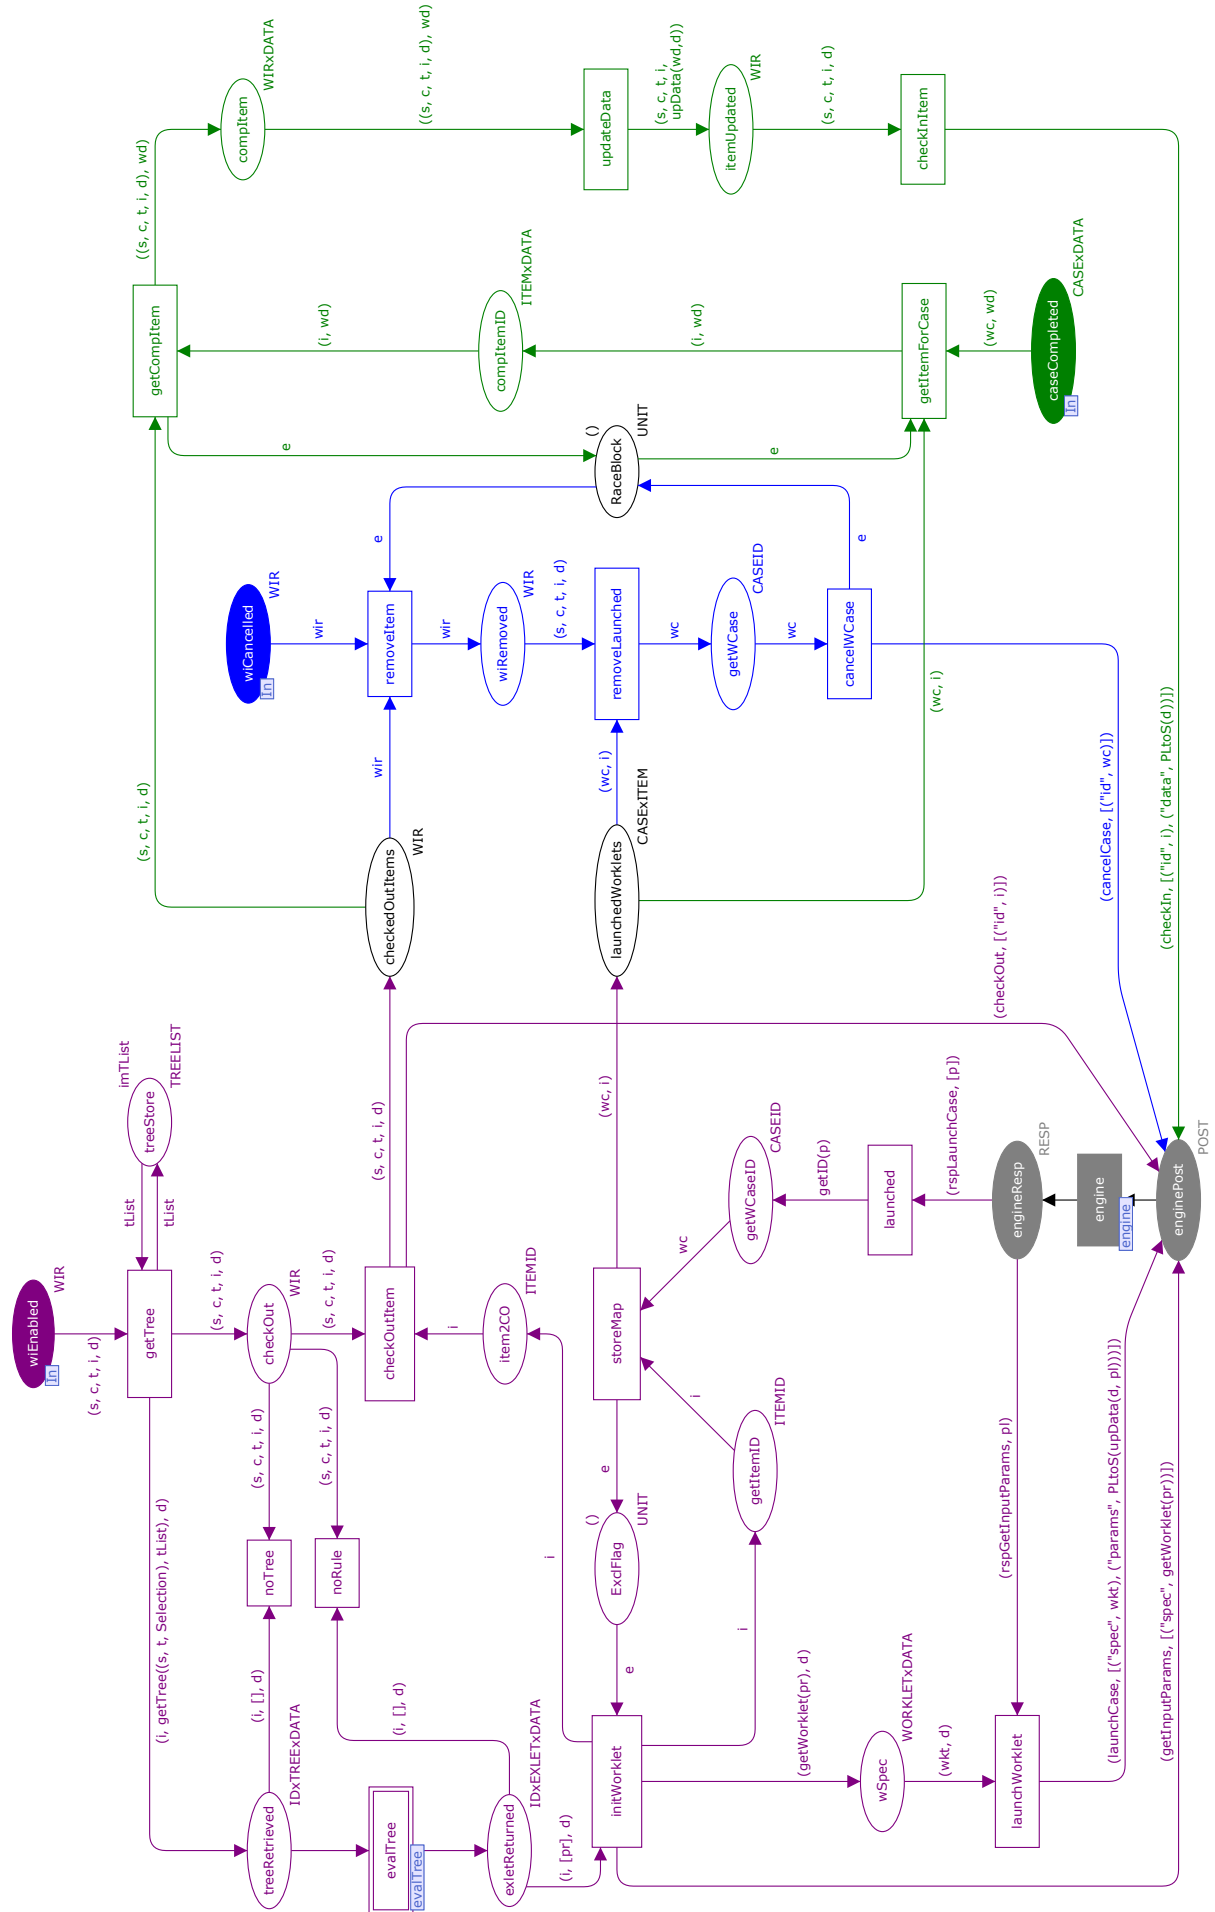 wiEnabled
In
WIR
(s, c, t, i, d)
getTree
tList
tList
treeStore
imTList
TREELIST
(i, getTree((s, t, Selection), tList), d)
(s, c, t, i, d)
checkOut
WIR
(s, c, t, i, d)
(s, c, t, i, d)
(s, c, t, i, d)
treeRetrieved
IDxTREExDATA
(i, [], d)
noTree
noRule
(i, [], d)
evalTree
evalTree
exletReturned
IDxEXLETxDATA
(i, [pr], d)
checkOutItem
i
item2CO
ITEMID
i
(s, c, t, i, d)
checkedOutItems
WIR
(s, c, t, i, d)
wir
initWorklet
e
ExclFlag
()
UNIT
e
storeMap
i
getItemID
ITEMID
i
wc
getWCaseID
CASEID
getID(p)
launched
(rspLaunchCase, [p])
(wc, i)
launchedWorklets
CASExITEM
(wc, i)
(wc, i)
(getWorklet(pr), d)
wSpec
WORKLETxDATA
(wkt, d)
launchWorklet
(rspGetInputParams, pl)
(launchCase, [("spec", wkt), ("params", PLtoS(upData(d, pl)))])
(getInputParams, [("spec", getWorklet(pr))])
engineResp
RESP
engine
engine
enginePost
POST
(checkOut, [("id", i)])
(cancelCase, [("id", wc)])
(checkIn, [("id", i), ("data", PLtoS(d))])
wiCancelled
In
WIR
wir
removeItem
e
wir
wiRemoved
WIR
(s, c, t, i, d)
removeLaunched
wc
getWCase
CASEID
wc
cancelWCase
e
RaceBlock
()
UNIT
e
e
getCompItem
(i, wd)
compItemID
ITEMxDATA
(i, wd)
getItemForCase
(wc, wd)
caseCompleted
In
CASExDATA
((s, c, t, i, d), wd)
compItem
WIRxDATA
((s, c, t, i, d), wd)
updateData
(s, c, t, i,
upData(wd,d))
itemUpdated
WIR
(s, c, t, i, d)
checkInItem